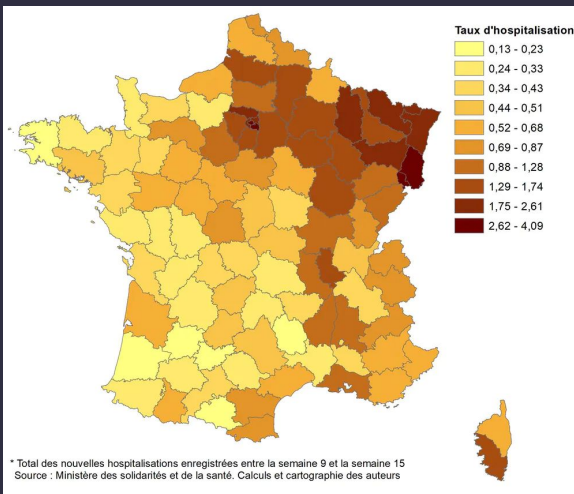 Taux d'hospitalisation
0,13 - 0,23
0,24 - 0,33
0,34 - 0,43
0,44 - 0,51
0,52 - 0,68
0,69 - 0,87
0,88 - 1,28
1,29 - 1,74
1,75 - 2,61
2,62 - 4,09
* Total des nouvelles hospitalisations enregistrées entre la semaine 9 et la semaine 15
Source : Ministère des solidarités et de la santé. Calculs et cartographie des auteurs